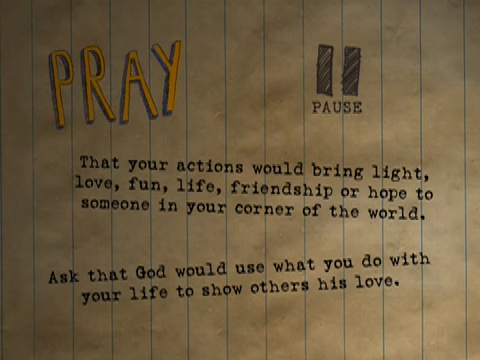 PRAY
PAUSE
That your actions would bring light,
love, fun, life, friendship or hope to
someone in your corner of the world.
Ask that God would use what you do with
your life to show others his love.